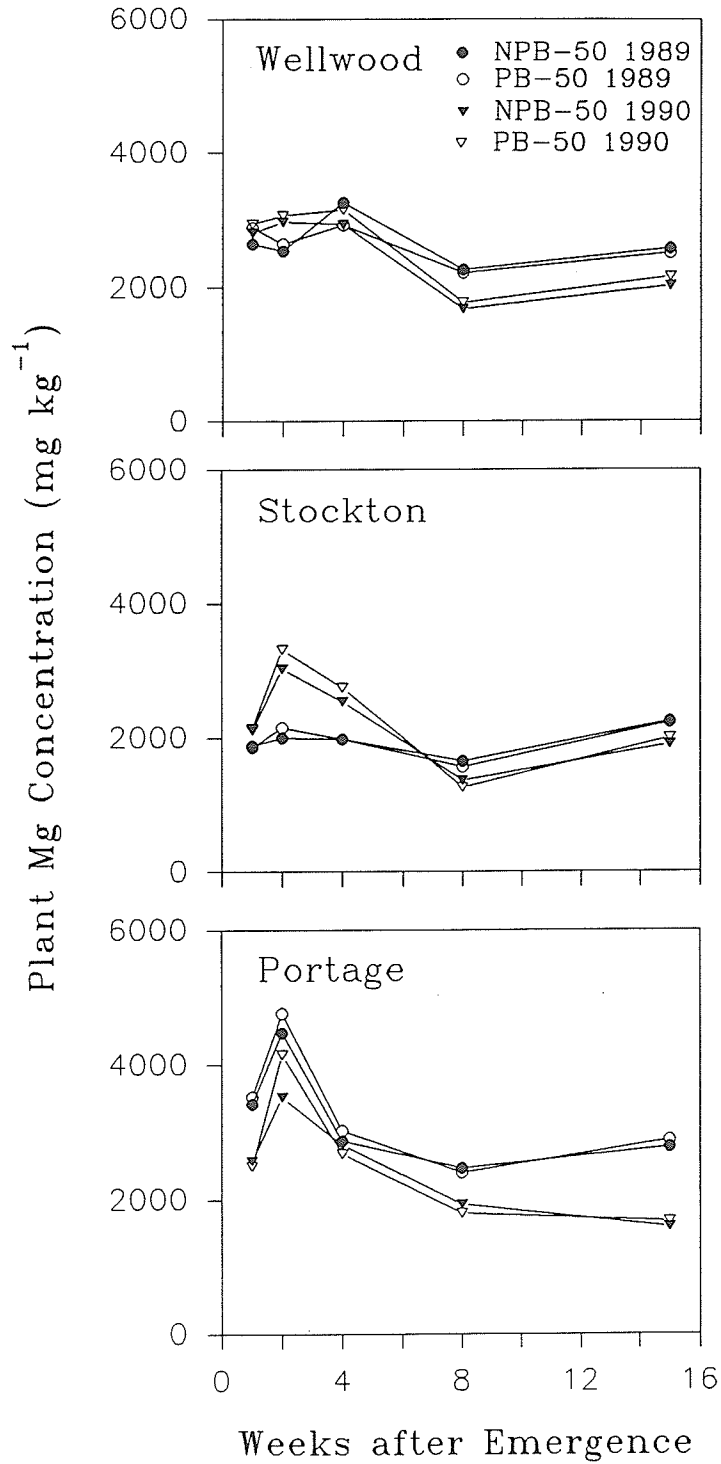 6000
Wellwood
NPB-50 1989
PB-50 1989
NPB-50 1990
PB-50 1990
4000
2000
0
6000
Stockton
4000
2000
0
6000
Portage
4000
2000
0
0 4 8 12 16
Weeks after Emergence
Plant Mg Concentration (mg kg⁻¹)